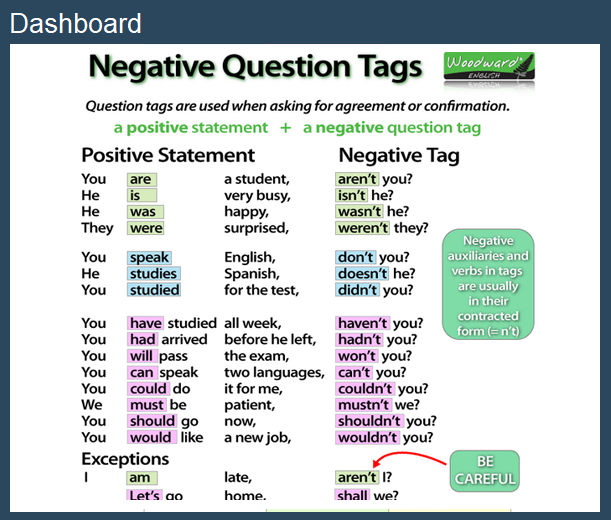 Dashboard
Negative Question Tags
Woodward
ENGLISH
Question tags are used when asking for agreement or confirmation.
a positive statement + a negative question tag
Positive Statement Negative Tag
You are a student, aren't you?
He is very busy, isn't he?
He was happy, wasn't he?
They were surprised, weren't they?
You speak English, don't you?
He studies Spanish, doesn't he?
You studied for the test, didn't you?
Negative
auxiliaries and
verbs in tags
are usually
in their
contracted
form (= n't)
You have studied all week, haven't you?
You had arrived before he left, hadn't you?
You will pass the exam, won't you?
You can speak two languages, can't you?
You could do it for me, couldn't you?
We must be patient, mustn't we?
You should go now, shouldn't you?
You would like a new job, wouldn't you?
Exceptions
I am late, aren't I?
Let's go home, shall we?
BE
CAREFUL